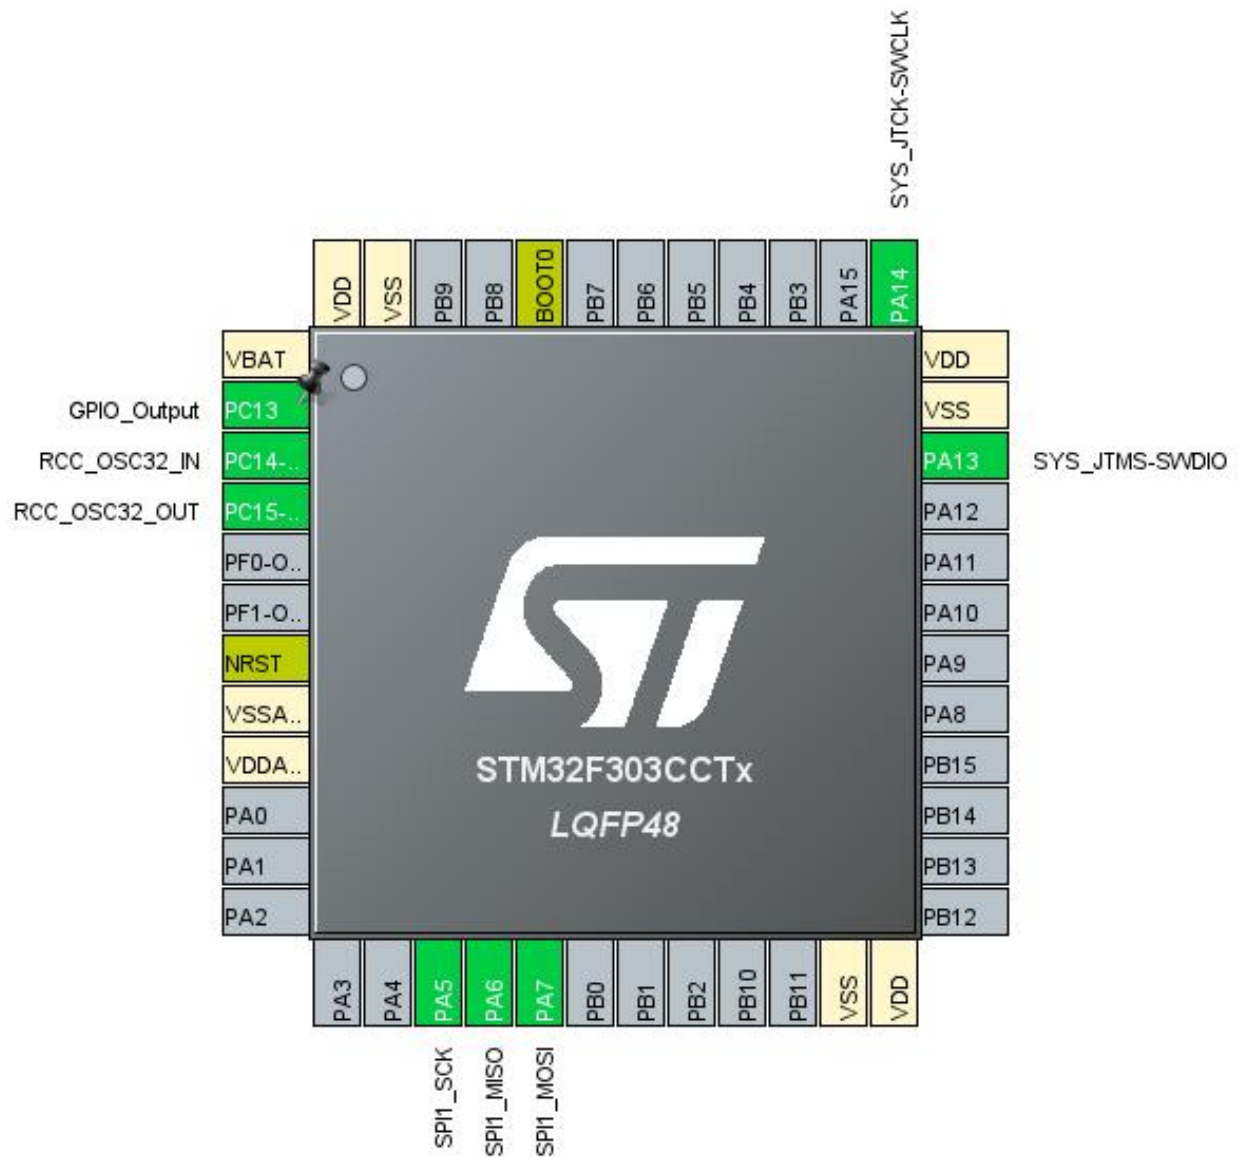 SYS_JTCK-SWCLK
VDD
VSS
PB9
PB8
BOOT0
PB7
PB6
PB5
PB4
PB3
PA15
PA14
VBAT
GPIO_Output PC13
RCC_OSC32_IN PC14-..
RCC_OSC32_OUT PC15-..
PF0-O..
PF1-O..
NRST
VSSA..
VDDA..
PA0
PA1
PA2
VDD
VSS
PA13 SYS_JTMS-SWDIO
PA12
PA11
PA10
PA9
PA8
PB15
PB14
PB13
PB12
ST
STM32F303CCTx
LQFP48
PA3
PA4
PA5
PA6
PA7
PB0
PB1
PB2
PB10
PB11
VSS
VDD
SPI1_SCK
SPI1_MISO
SPI1_MOSI